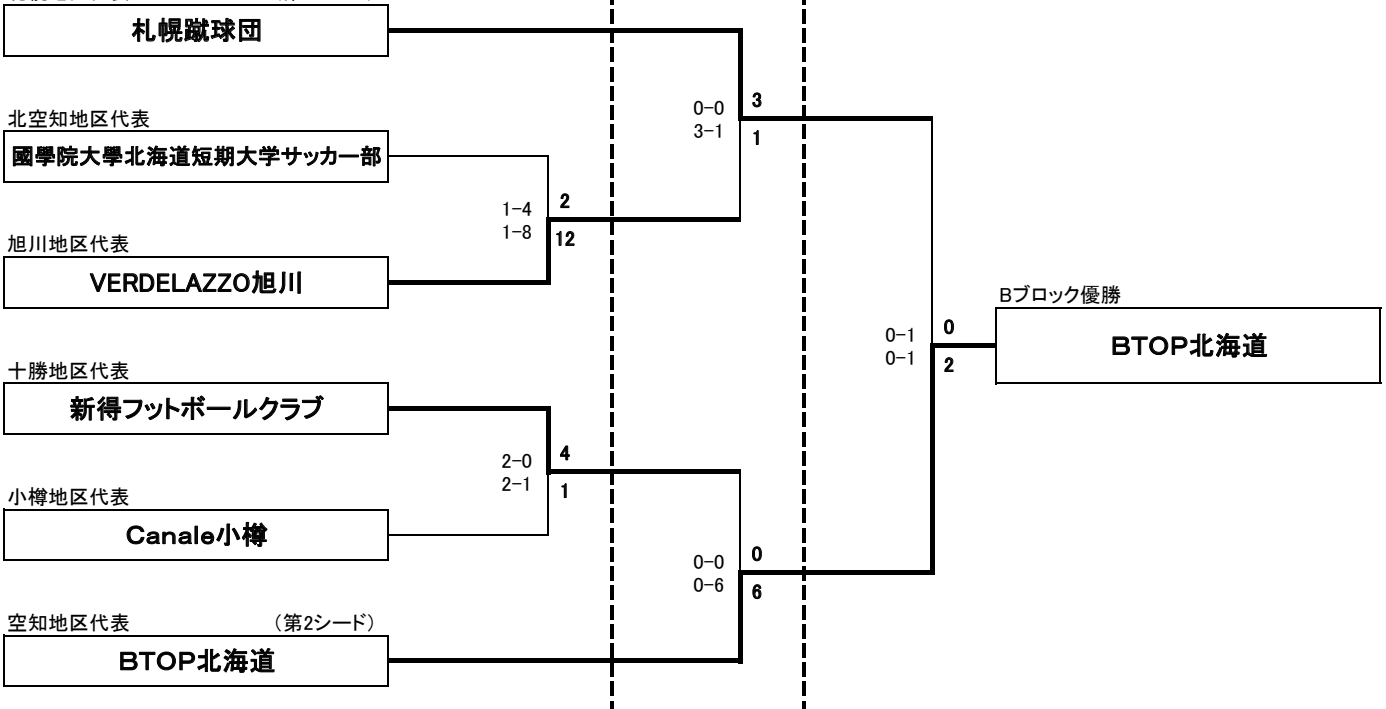 札幌蹴球団
0-0
3-1
3
1
北空知地区代表
國學院大學北海道短期大学サッカー部
1-4
1-8
2
12
旭川地区代表
VERDELAZZO旭川
Bブロック優勝
BTOP北海道
0-1
0-1
0
2
十勝地区代表
新得フットボールクラブ
2-0
2-1
4
1
小樽地区代表
Canale小樽
0-0
0-6
0
6
空知地区代表 （第2シード）
BTOP北海道